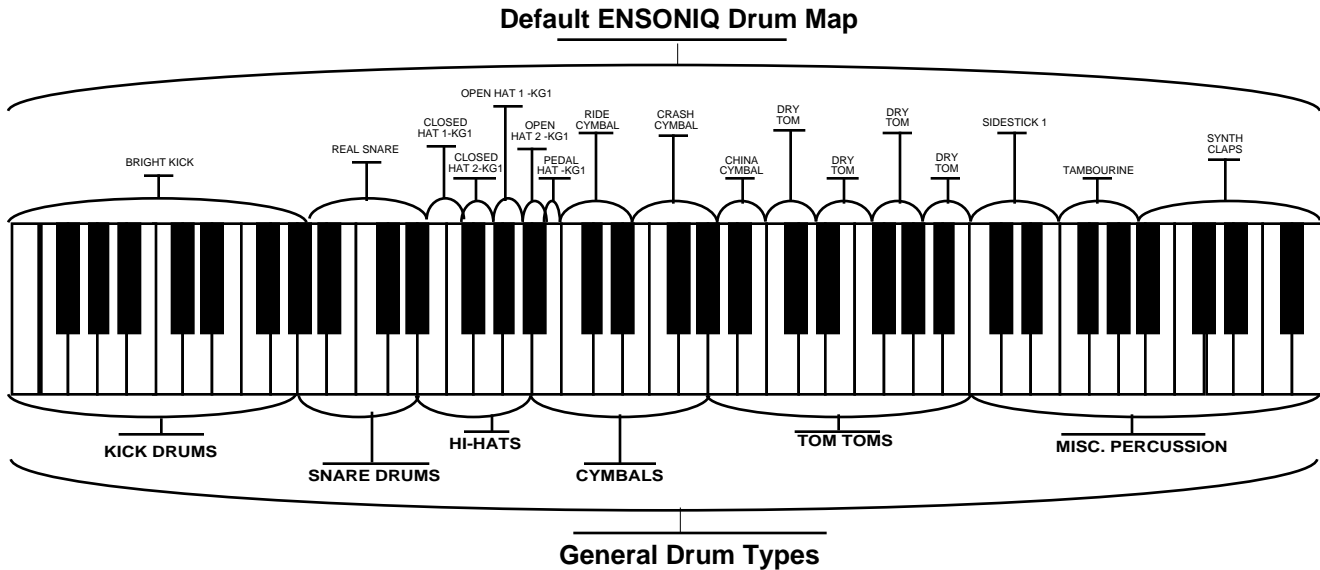 Default ENSONIQ Drum Map
BRIGHT KICK
REAL SNARE
CLOSED
HAT 1-KG1
CLOSED
HAT 2-KG1
OPEN HAT 1 -KG1
OPEN
HAT 2 -KG1
PEDAL
HAT -KG1
RIDE
CYMBAL
CRASH
CYMBAL
CHINA
CYMBAL
DRY
TOM
DRY
TOM
DRY
TOM
DRY
TOM
SIDESTICK 1
TAMBOURINE
SYNTH
CLAPS
KICK DRUMS
SNARE DRUMS
HI-HATS
CYMBALS
TOM TOMS
MISC. PERCUSSION
General Drum Types